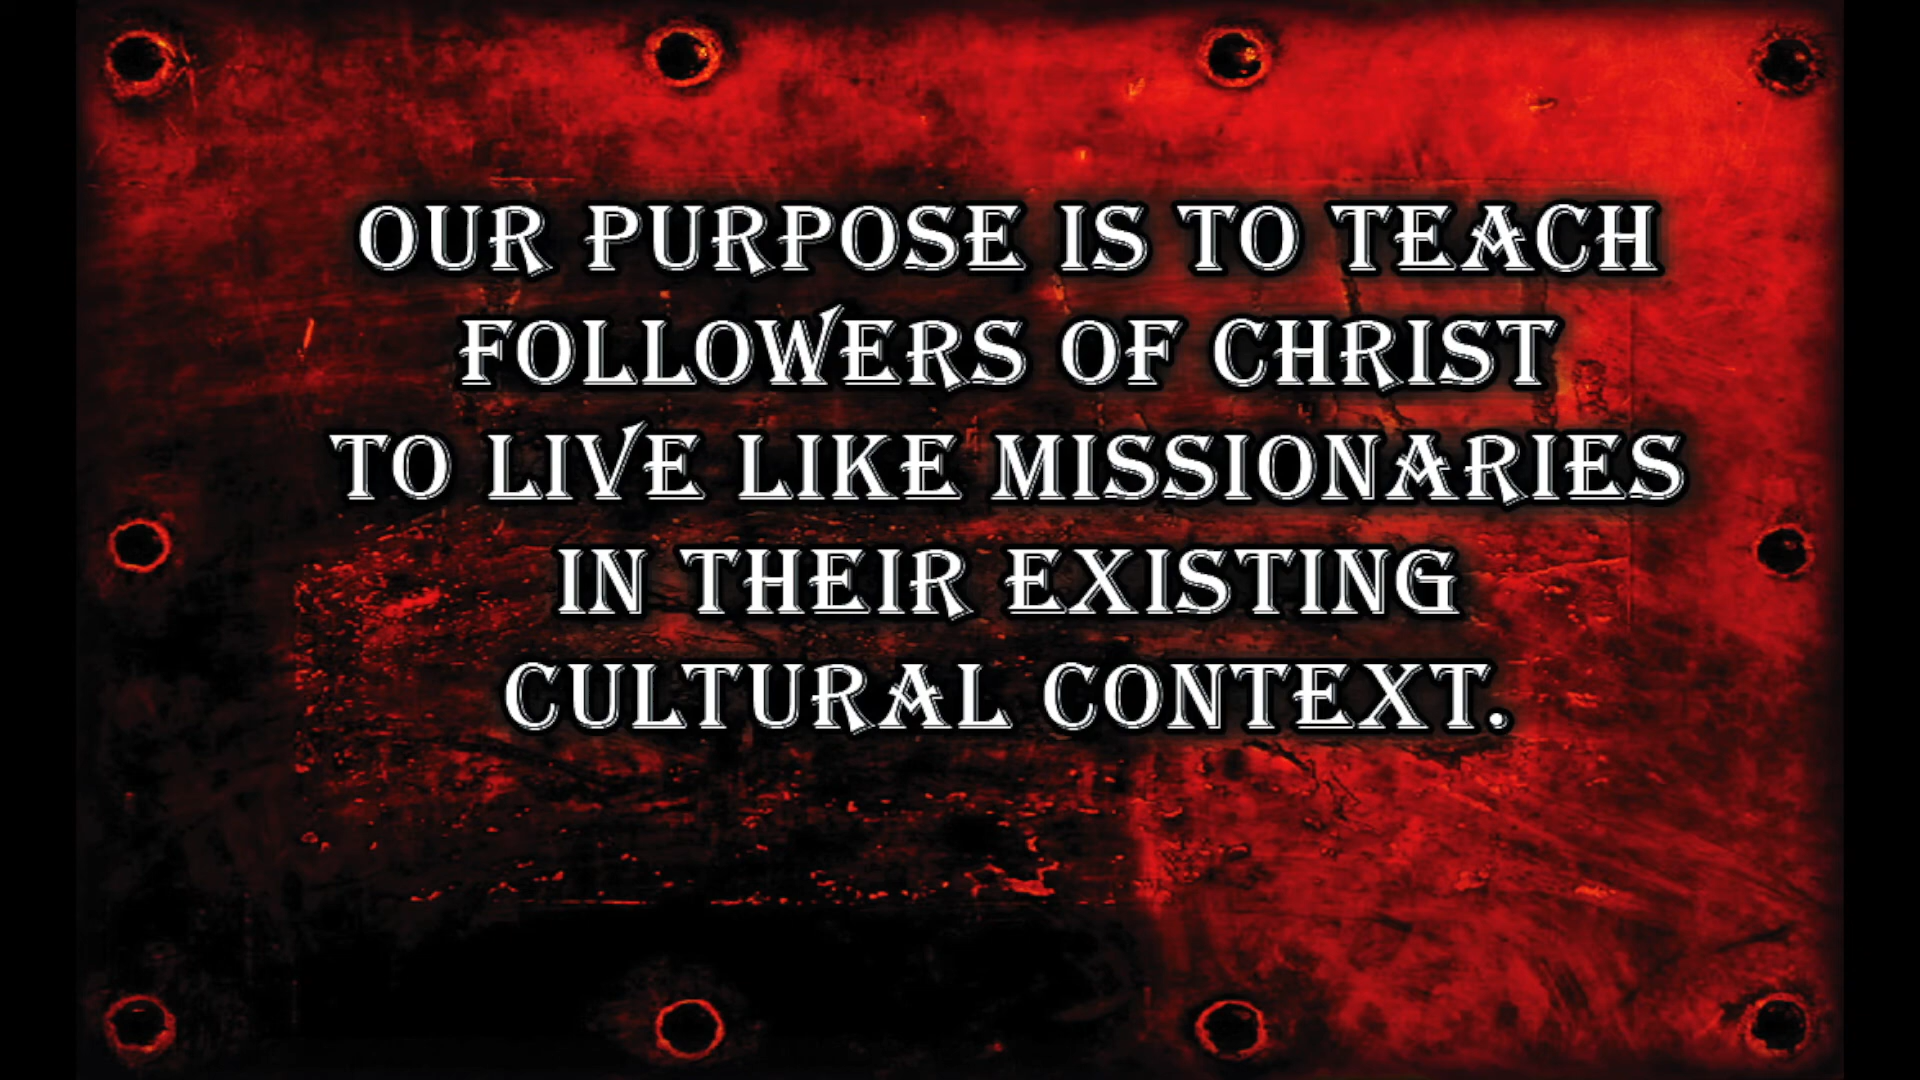 OUR PURPOSE IS TO TEACH
FOLLOWERS OF CHRIST
TO LIVE LIKE MISSIONARIES
IN THEIR EXISTING
CULTURAL CONTEXT.